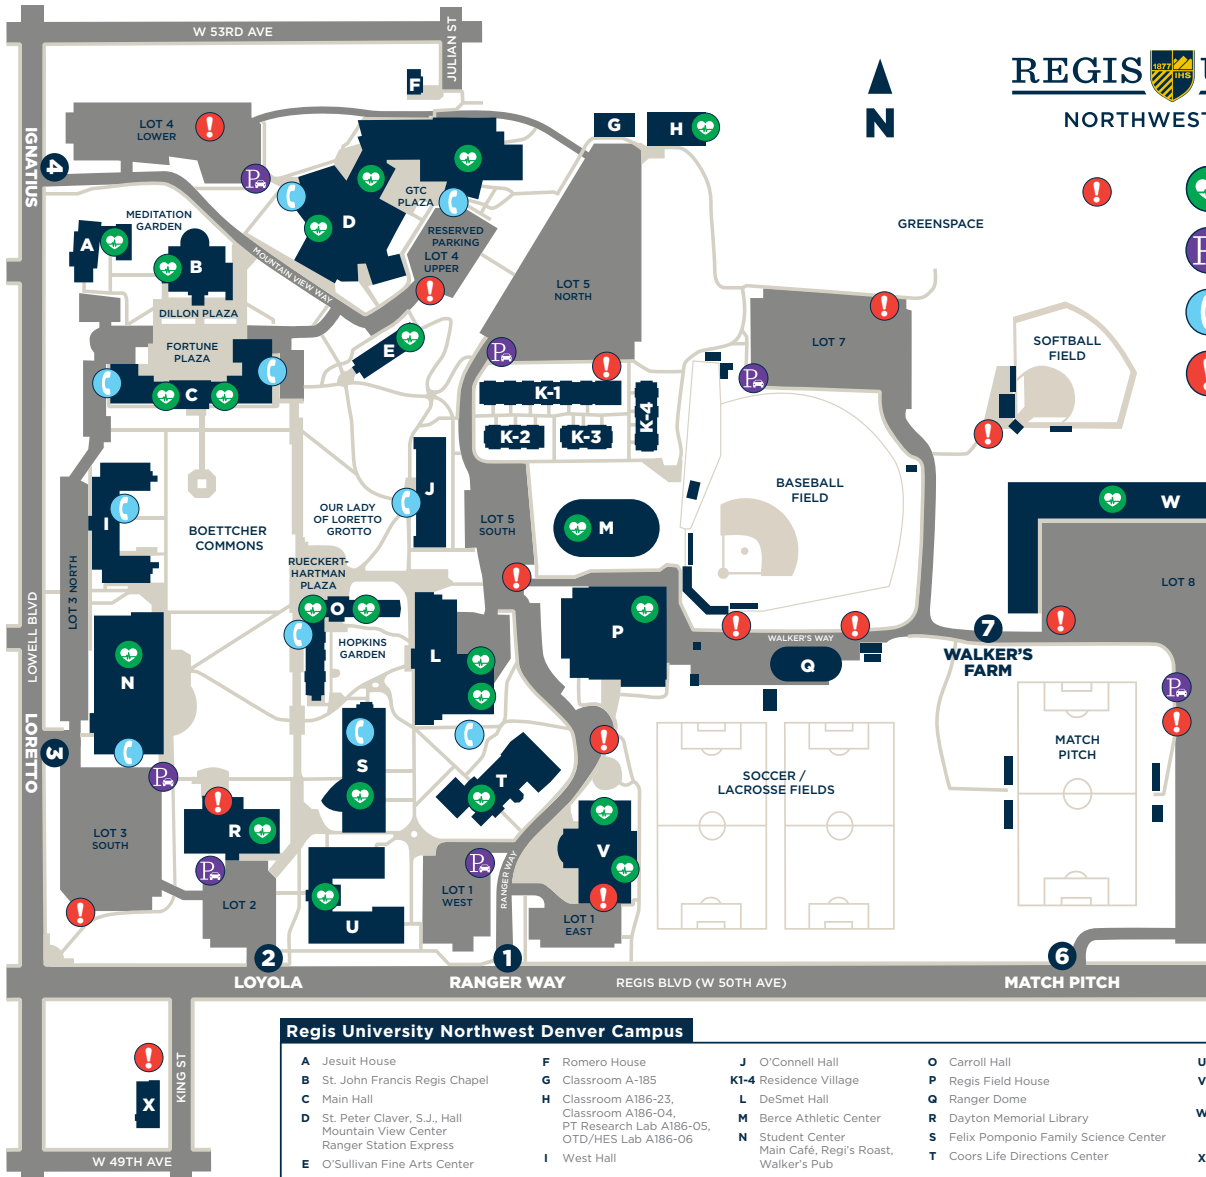 W 53RD AVE
JULIAN ST
F
REGIS
1877
IHS
NORTHWEST
N
LOT 4
LOWER
G
H
IGNATIUS
4
GTC
PLAZA
D
MEDITATION
GARDEN
A
B
RESERVED
PARKING
LOT 4
UPPER
GREENSPACE
MOUNTAIN VIEW WAY
DILLON PLAZA
LOT 5
NORTH
FORTUNE
PLAZA
E
LOT 7
SOFTBALL
FIELD
C
K-1
K-2
K-3
K-4
J
BASEBALL
FIELD
W
I
BOETTCHER
COMMONS
OUR LADY
OF LORETTO
GROTTO
LOT 5
SOUTH
M
RUECKERT-
HARTMAN
PLAZA
LOT 3 NORTH
LOT 8
O
HOPKINS
GARDEN
P
L
WALKER'S WAY
Q
7
WALKER'S
FARM
LOWELL BLVD
N
LORETTO
3
S
T
SOCCER /
LACROSSE FIELDS
MATCH
PITCH
LOT 3
SOUTH
R
V
LOT 2
U
LOT 1
WEST
RANGER WAY
LOT 1
EAST
2
LOYOLA
1
RANGER WAY
REGIS BLVD (W 50TH AVE)
6
MATCH PITCH
KING ST
X
W 49TH AVE
Regis University Northwest Denver Campus
A Jesuit House
B St. John Francis Regis Chapel
C Main Hall
D St. Peter Claver, S.J., Hall
Mountain View Center
Ranger Station Express
E O'Sullivan Fine Arts Center
F Romero House
G Classroom A-185
H Classroom A186-23,
Classroom A186-04,
PT Research Lab A186-05,
OTD/HES Lab A186-06
I West Hall
J O'Connell Hall
K1-4 Residence Village
L DeSmet Hall
M Berce Athletic Center
N Student Center
Main Café, Regi's Roast,
Walker's Pub
O Carroll Hall
P Regis Field House
Q Ranger Dome
R Dayton Memorial Library
S Felix Pomponio Family Science Center
T Coors Life Directions Center
U
V
W
X